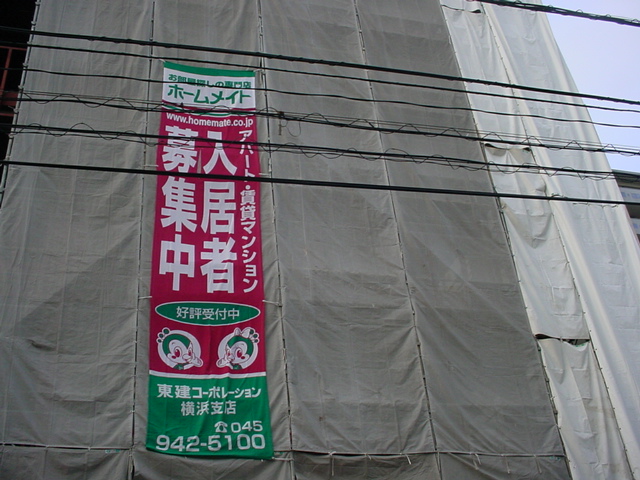 お部屋探しの専門店
ホームメイト
www.homemate.co.jp
アパート・賃貸マンション
入居者
募集中
好評受付中
東建コーポレーション
横浜支店
☎045
942-5100